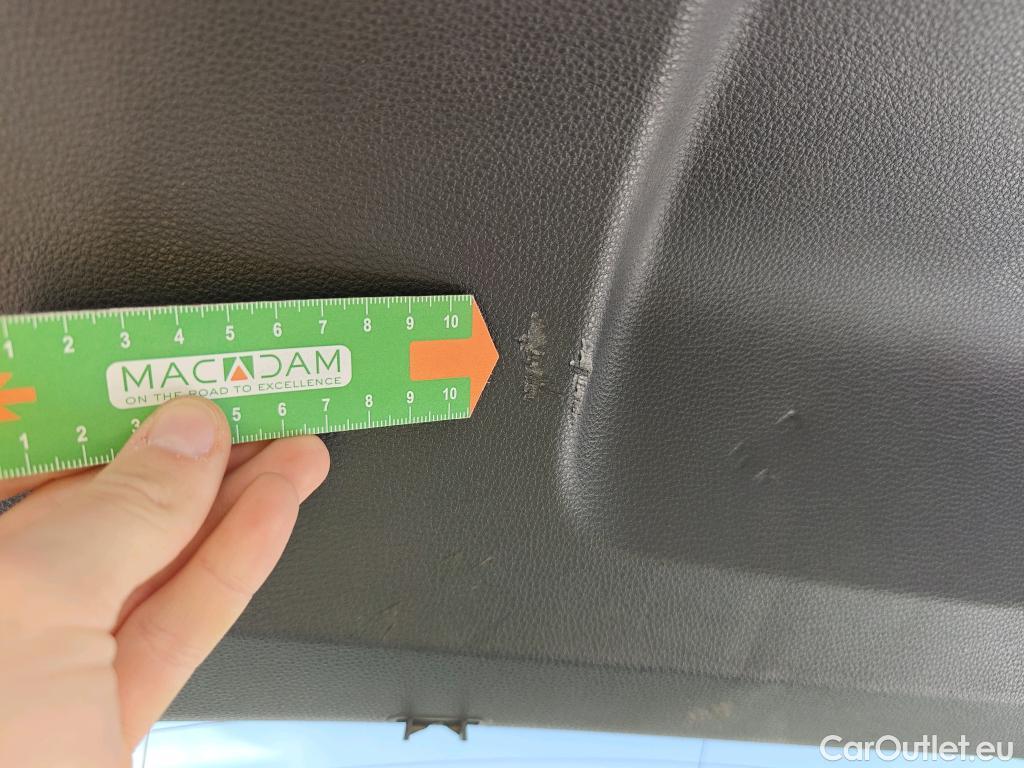 1 2 3 4 5 6 7 8 9 10
MACADAM
ON THE ROAD TO EXCELLENCE
1 2 3 5 6 7 8 9 10
CarOutlet.eu